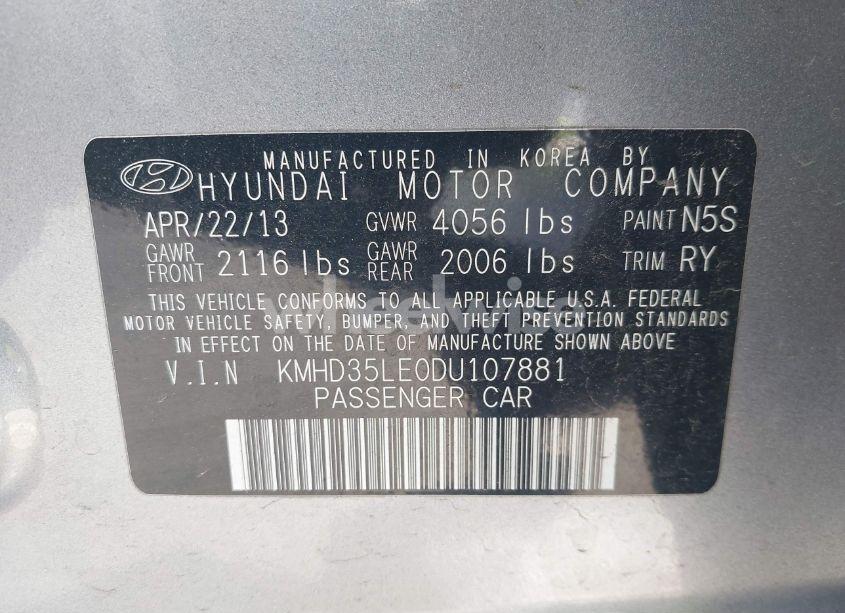 MANUFACTURED IN KOREA BY
HYUNDAI MOTOR COMPANY
APR/22/13 GVWR 4056 lbs PAINT N5S
GAWR FRONT 2116 lbs GAWR REAR 2006 lbs TRIM RY
THIS VEHICLE CONFORMS TO ALL APPLICABLE U.S.A. FEDERAL
MOTOR VEHICLE SAFETY, BUMPER, AND THEFT PREVENTION STANDARDS
IN EFFECT ON THE DATE OF MANUFACTURE SHOWN ABOVE
V.I.N KMHD35LE0DU107881
PASSENGER CAR